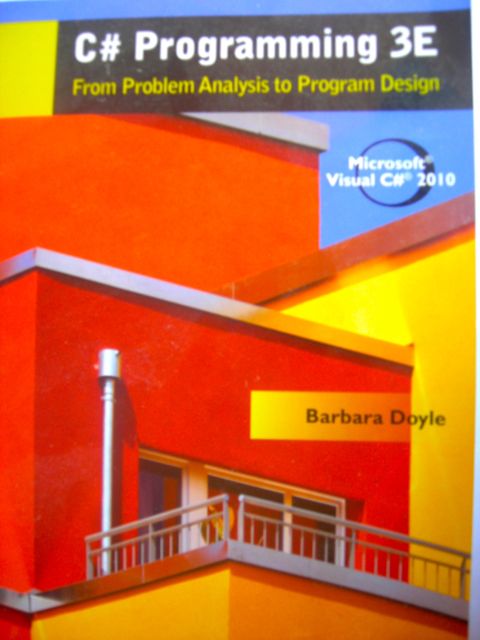 C# Programming 3E
From Problem Analysis to Program Design
Microsoft®
Visual C#® 2010
Barbara Doyle